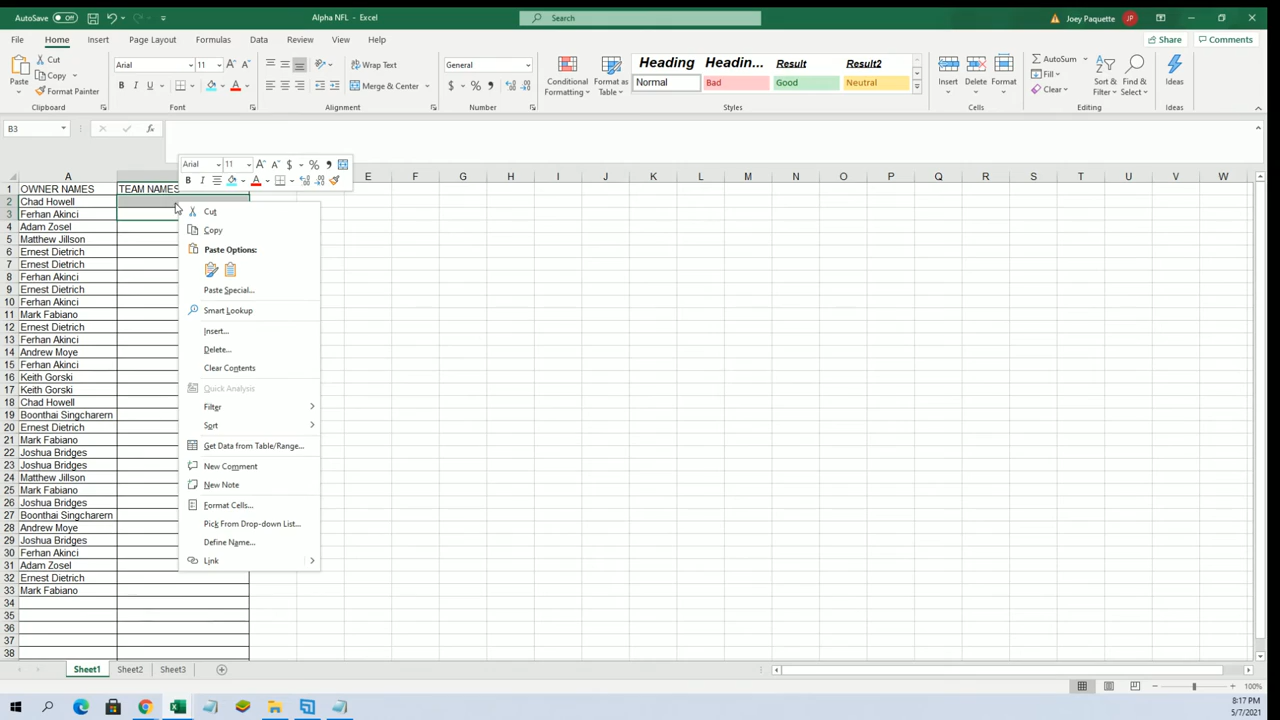 AutoSave Off
Alpha NFL - Excel
Search
Joey Paquette JP
File Home Insert Page Layout Formulas Data Review View Help
Share Comments
Paste
Cut
Copy
Format Painter
Clipboard
Arial 11 A A
B I U A
Font
Wrap Text
Merge & Center
Alignment
General
$ % 9
Number
Conditional Formatting
Format as Table
Heading Headin... Result Result2
Normal Bad Good Neutral
Styles
Insert Delete Format
Cells
AutoSum
Fill
Clear
Sort & Filter
Find & Select
Editing
Ideas
Ideas
B3
fx
Arial 11 A A $ % 9
B I A
A E F G H I J K L M N O P Q R S T U V W
1 OWNER NAMES TEAM NAMES
2 Chad Howell
3 Ferhan Akinci
4 Adam Zosel
5 Matthew Jillson
6 Ernest Dietrich
7 Ernest Dietrich
8 Ferhan Akinci
9 Ernest Dietrich
10 Ferhan Akinci
11 Mark Fabiano
12 Ernest Dietrich
13 Ferhan Akinci
14 Andrew Moye
15 Ferhan Akinci
16 Keith Gorski
17 Keith Gorski
18 Chad Howell
19 Boonthai Singcharern
20 Ernest Dietrich
21 Mark Fabiano
22 Joshua Bridges
23 Joshua Bridges
24 Matthew Jillson
25 Mark Fabiano
26 Joshua Bridges
27 Boonthai Singcharern
28 Andrew Moye
29 Joshua Bridges
30 Ferhan Akinci
31 Adam Zosel
32 Ernest Dietrich
33 Mark Fabiano
34
35
36
37
38
Cut
Copy
Paste Options:
Paste Special...
Smart Lookup
Insert...
Delete...
Clear Contents
Quick Analysis
Filter
Sort
Get Data from Table/Range...
New Comment
New Note
Format Cells...
Pick From Drop-down List...
Define Name...
Link
Sheet1 Sheet2 Sheet3
100%
8:17 PM
5/7/2021